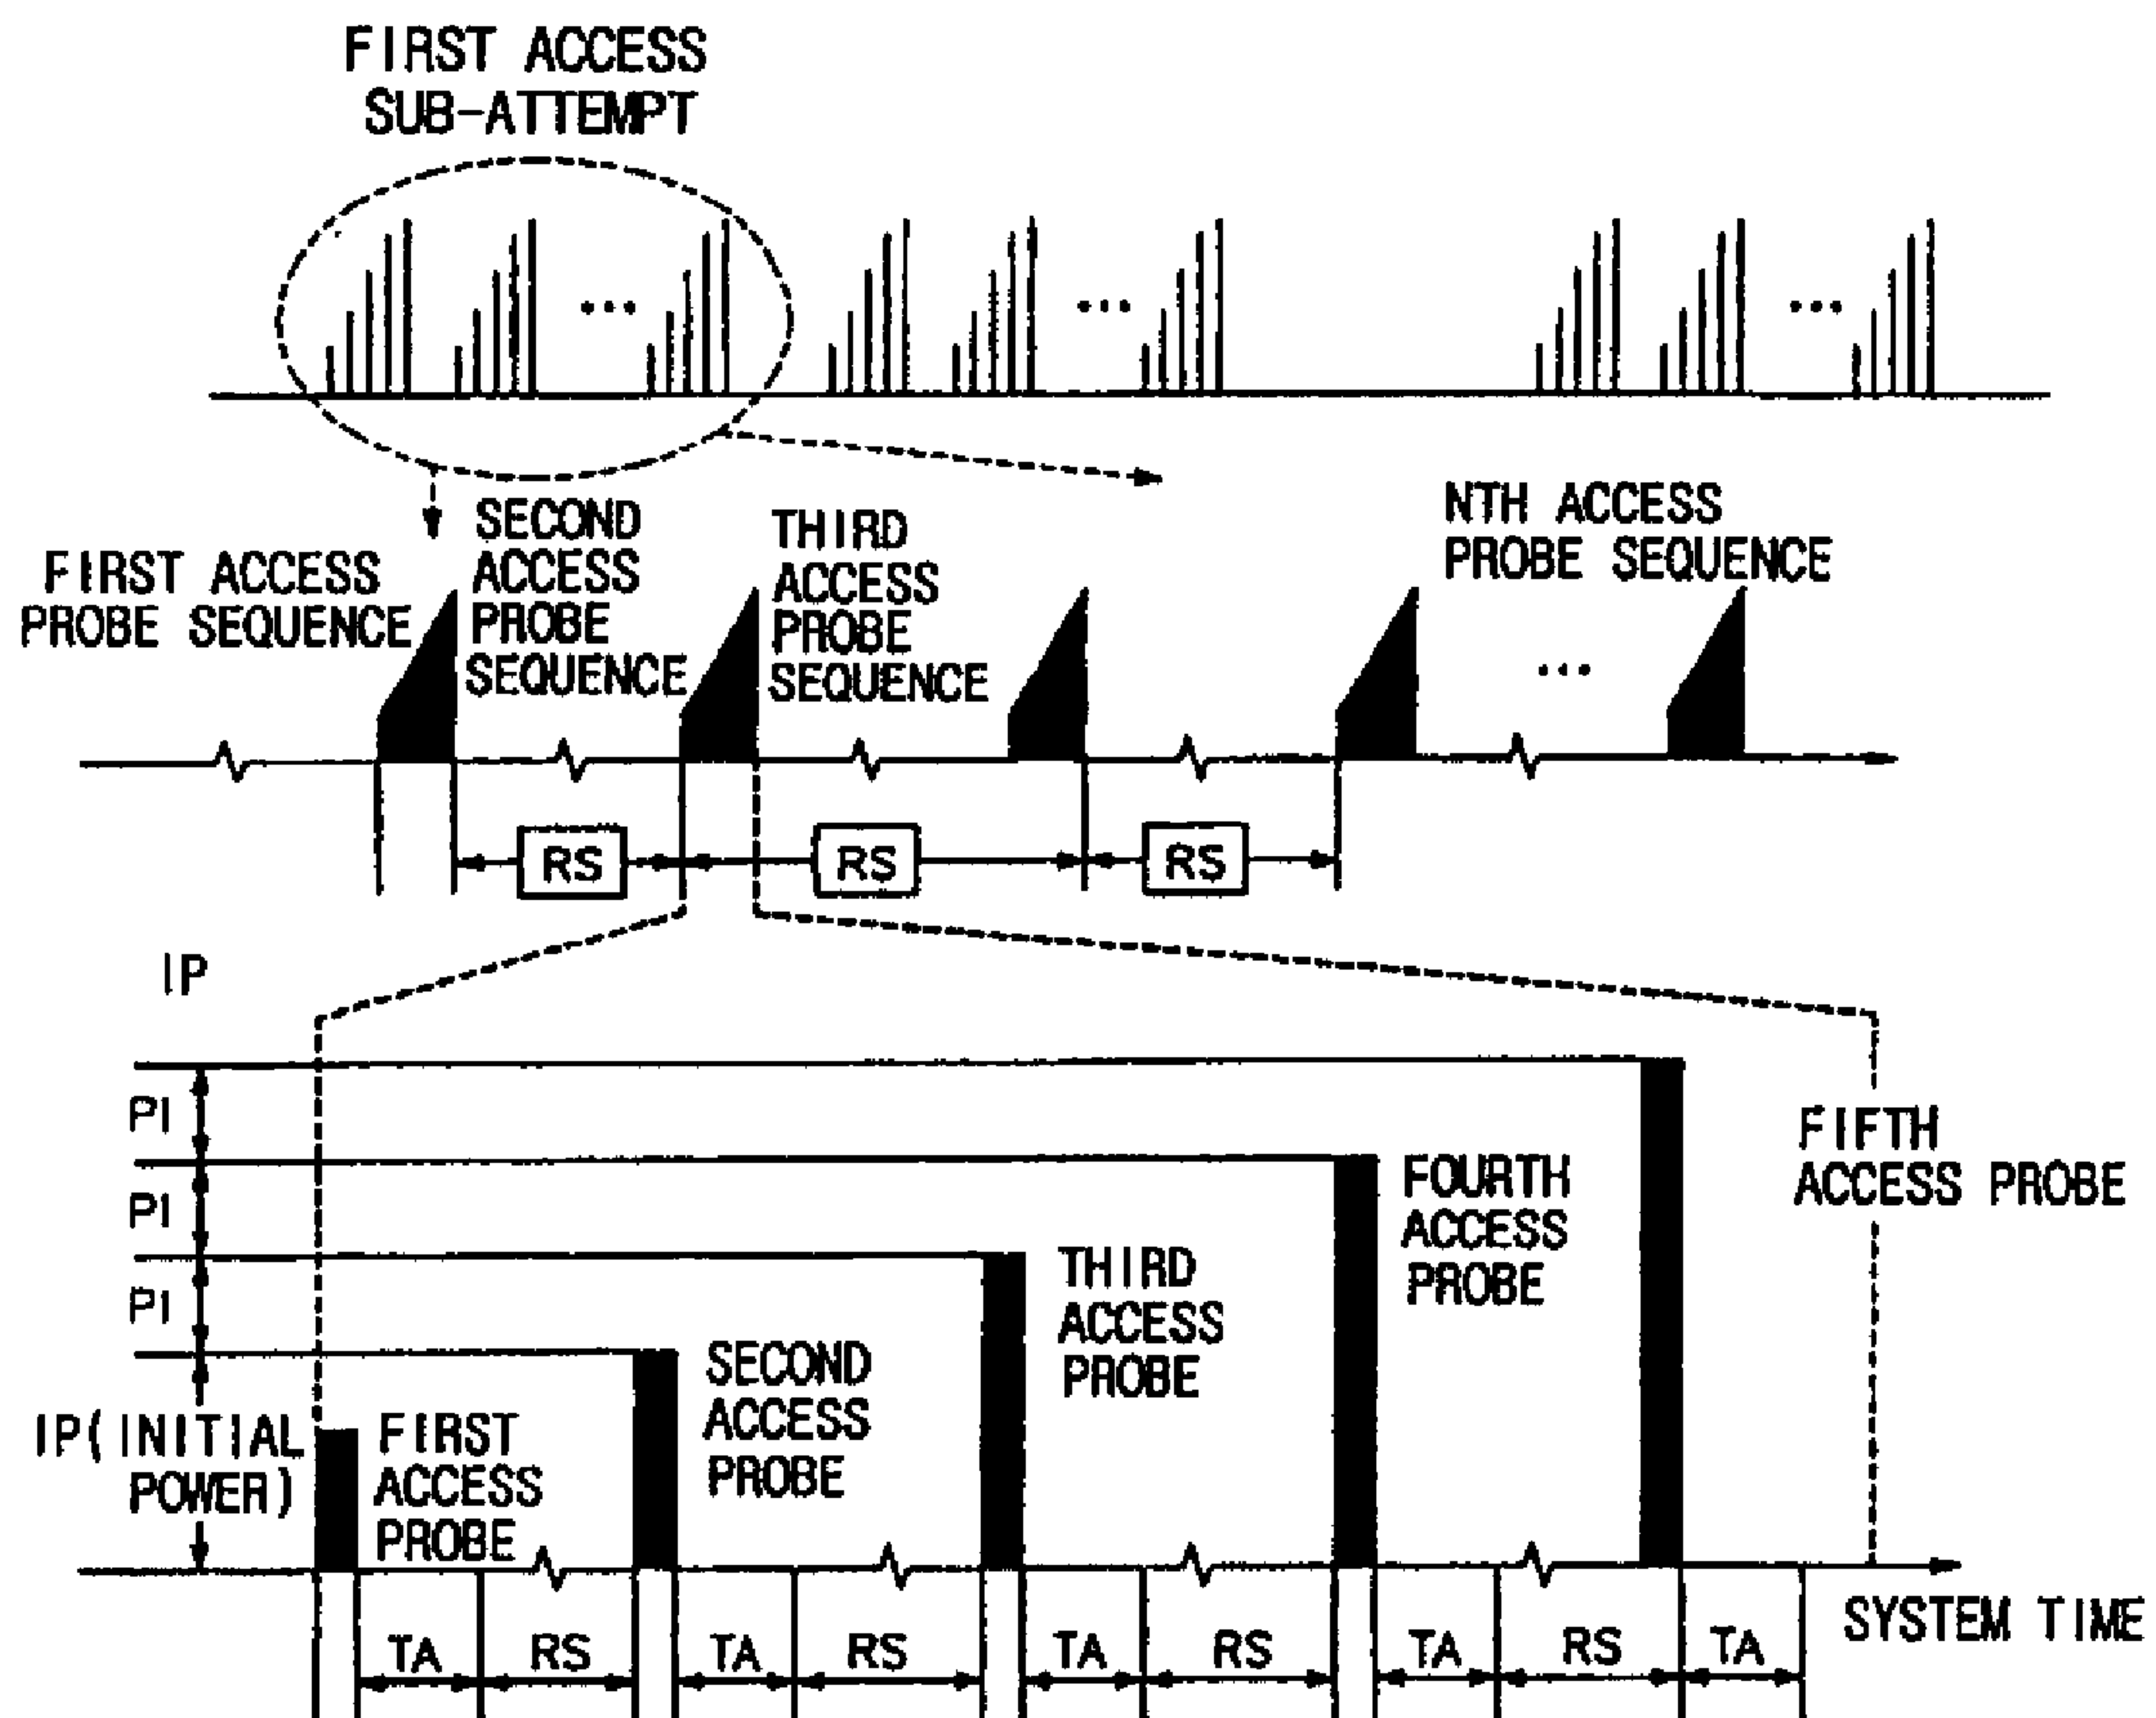 FIRST ACCESS
SUB-ATTEMPT
...
...
...
FIRST ACCESS
PROBE SEQUENCE
SECOND
ACCESS
PROBE
SEQUENCE
THIRD
ACCESS
PROBE
SEQUENCE
NTH ACCESS
PROBE SEQUENCE
...
RS
RS
RS
IP
PI
PI
PI
IP(INITIAL
POWER)
FIRST
ACCESS
PROBE
SECOND
ACCESS
PROBE
THIRD
ACCESS
PROBE
FOURTH
ACCESS
PROBE
FIFTH
ACCESS PROBE
SYSTEM TIME
TA
RS
TA
RS
TA
RS
TA
RS
TA